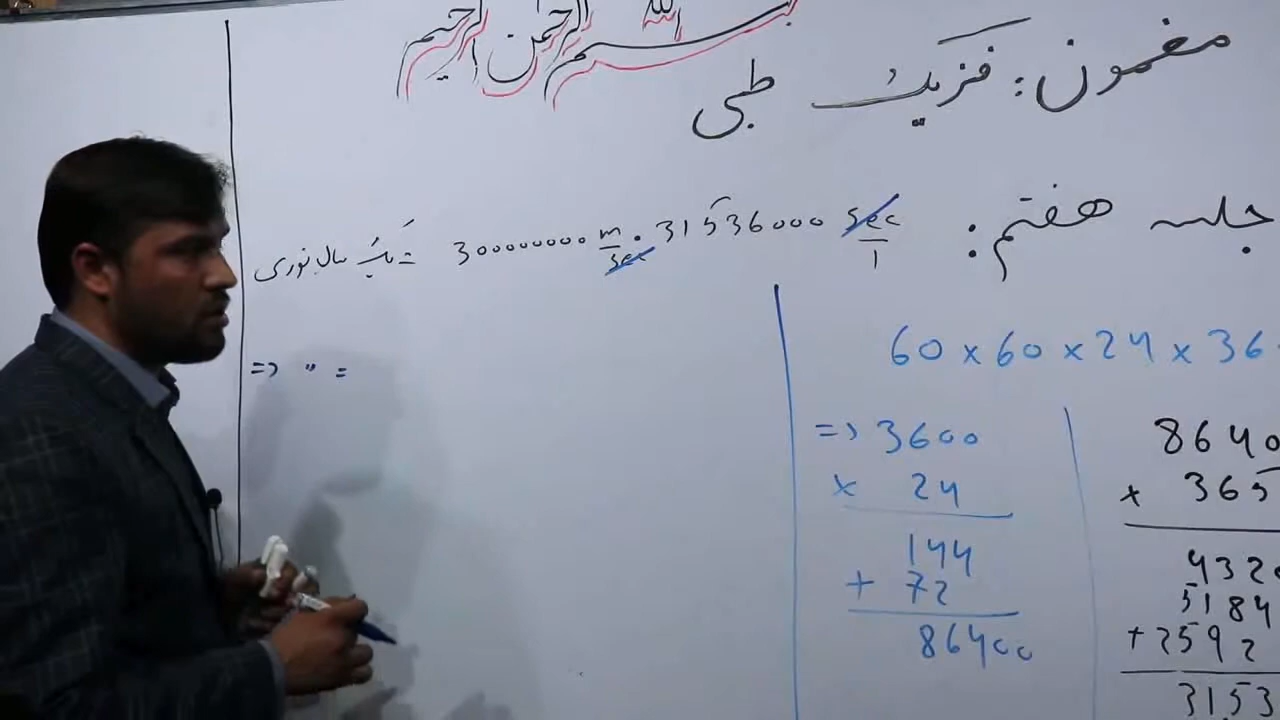 بسم الله الرحمن الرحیم
مضمون: فزیک طبی
جلسه هفتم:
یک سال نوری = 300000000 m/sec . 31536000 sec/1
=> " =
60 x 60 x 24 x 36
=> 3600
x 24
144
+ 72
86400
8640
x 365
4320
5184
+ 2592
3153